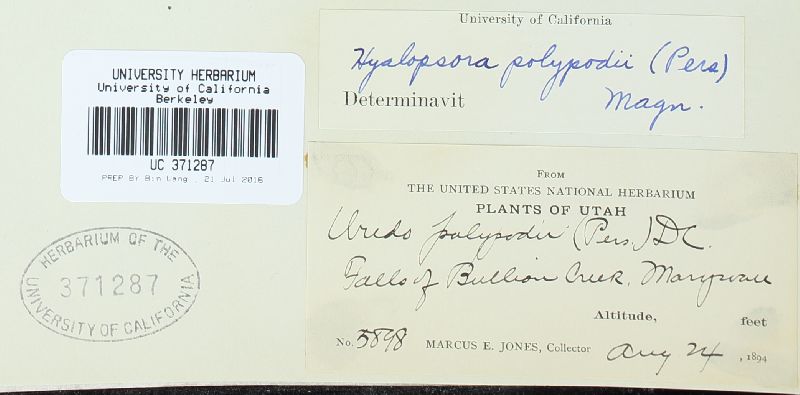 University of California
Hyalopsora polypodii (Pers)
Determinavit Magn.
UNIVERSITY HERBARIUM
University of California
Berkeley
UC 371287
PREP BY Bin Wang , 21 Jul 2016
FROM
THE UNITED STATES NATIONAL HERBARIUM
PLANTS OF UTAH
Uredo polypodii (Pers.) DC.
Falls of Bullion Creek, Marysvale
Altitude, feet
No. 5898 MARCUS E. JONES, Collector Aug 24 , 1894
HERBARIUM OF THE
371287
UNIVERSITY OF CALIFORNIA